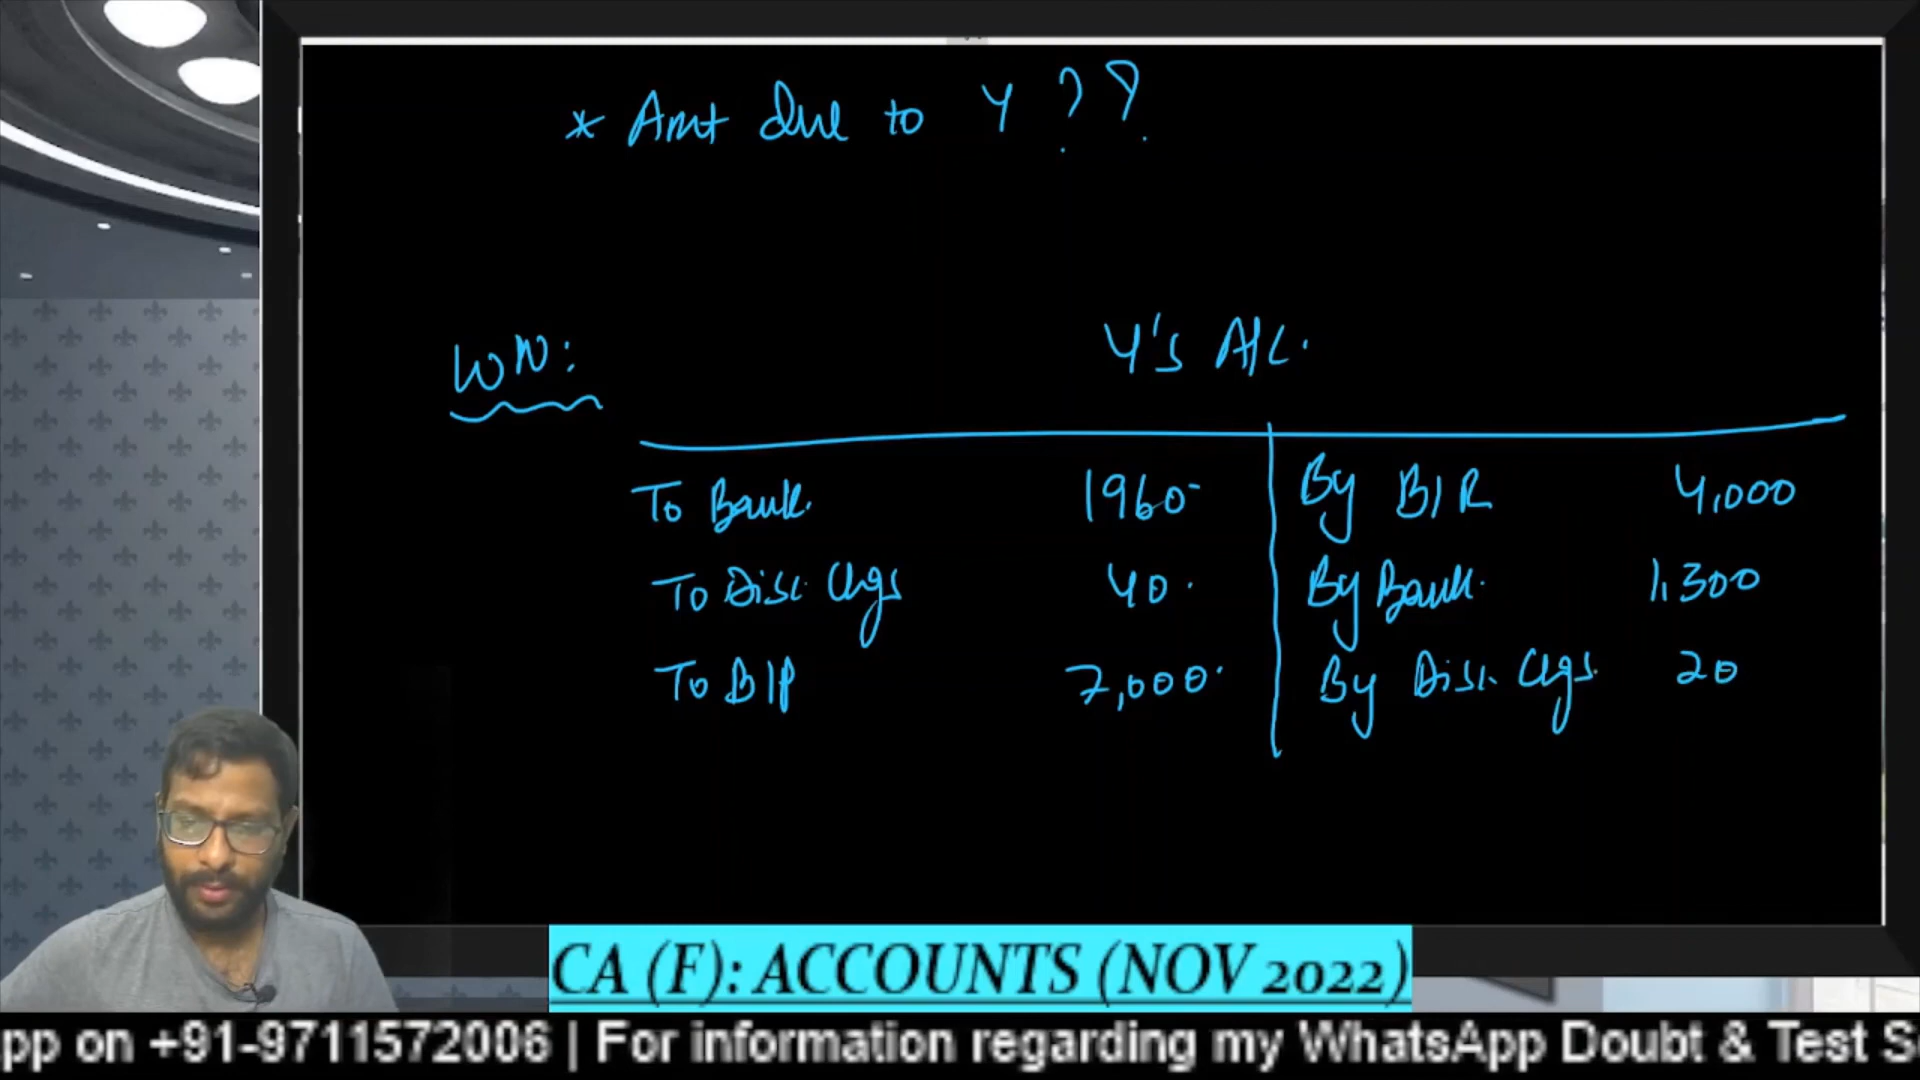 * Amt due to Y ??
WN:
Y's A/c.
To Bank. 1960 By B/R 4,000
To Disc. Chgs 40. By Bank. 1,300
To B/P 7,000. By Disc. Chgs. 20
CA (F): ACCOUNTS (NOV 2022)
pp on +91-9711572006 | For information regarding my WhatsApp Doubt & Test S